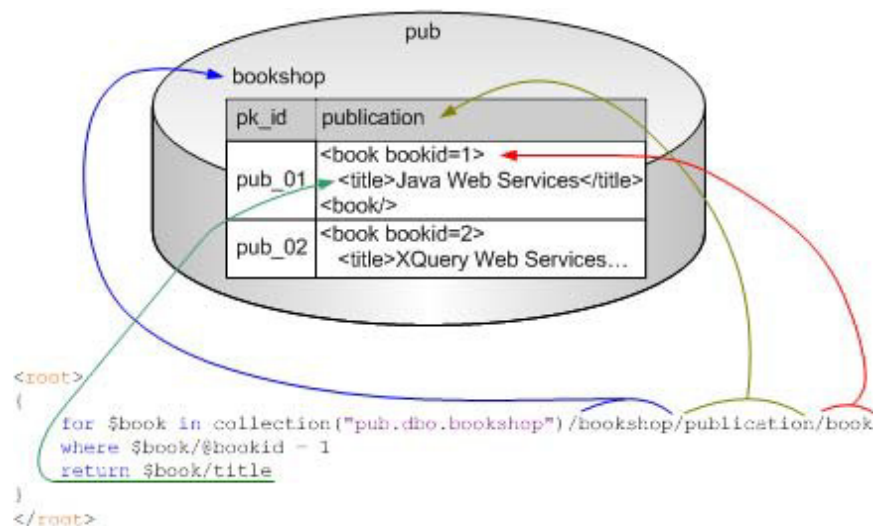 pub
bookshop
pk_id publication
pub_01 <book bookid=1>
<title>Java Web Services</title>
<book/>
pub_02 <book bookid=2>
<title>XQuery Web Services…
<root>
{
for $book in collection("pub.dbo.bookshop")/bookshop/publication/book
where $book/@bookid = 1
return $book/title
}
</root>